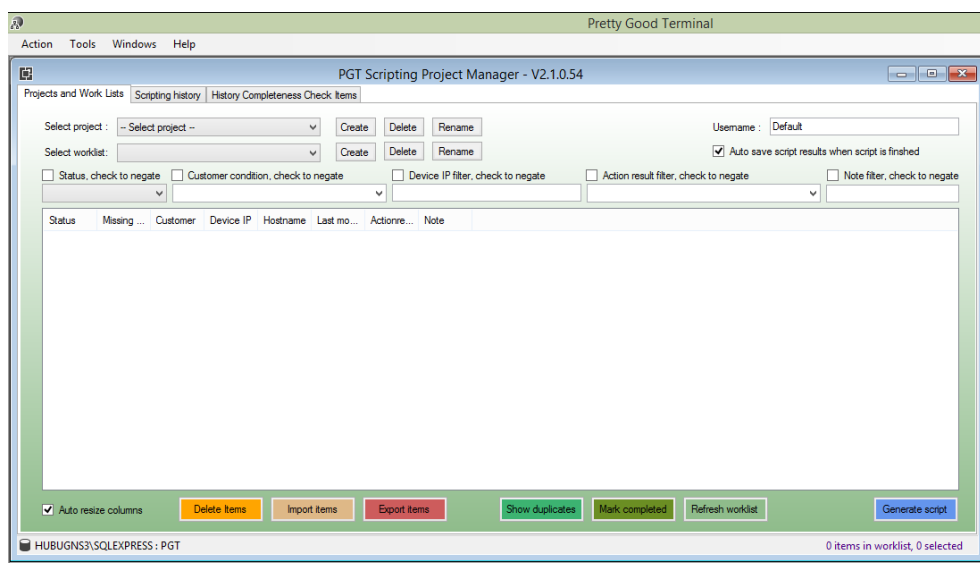 Pretty Good Terminal
Action Tools Windows Help
PGT Scripting Project Manager - V2.1.0.54
Projects and Work Lists Scripting history History Completeness Check Items
Select project : -- Select project -- Create Delete Rename Username : Default
Select worklist: Create Delete Rename Auto save script results when script is finshed
Status, check to negate Customer condition, check to negate Device IP filter, check to negate Action result filter, check to negate Note filter, check to negate
Status Missing ... Customer Device IP Hostname Last mo... Actionre... Note
Auto resize columns Delete Items Import items Export items Show duplicates Mark completed Refresh worklist Generate script
HUBUGNS3\SQLEXPRESS : PGT 0 items in worklist, 0 selected